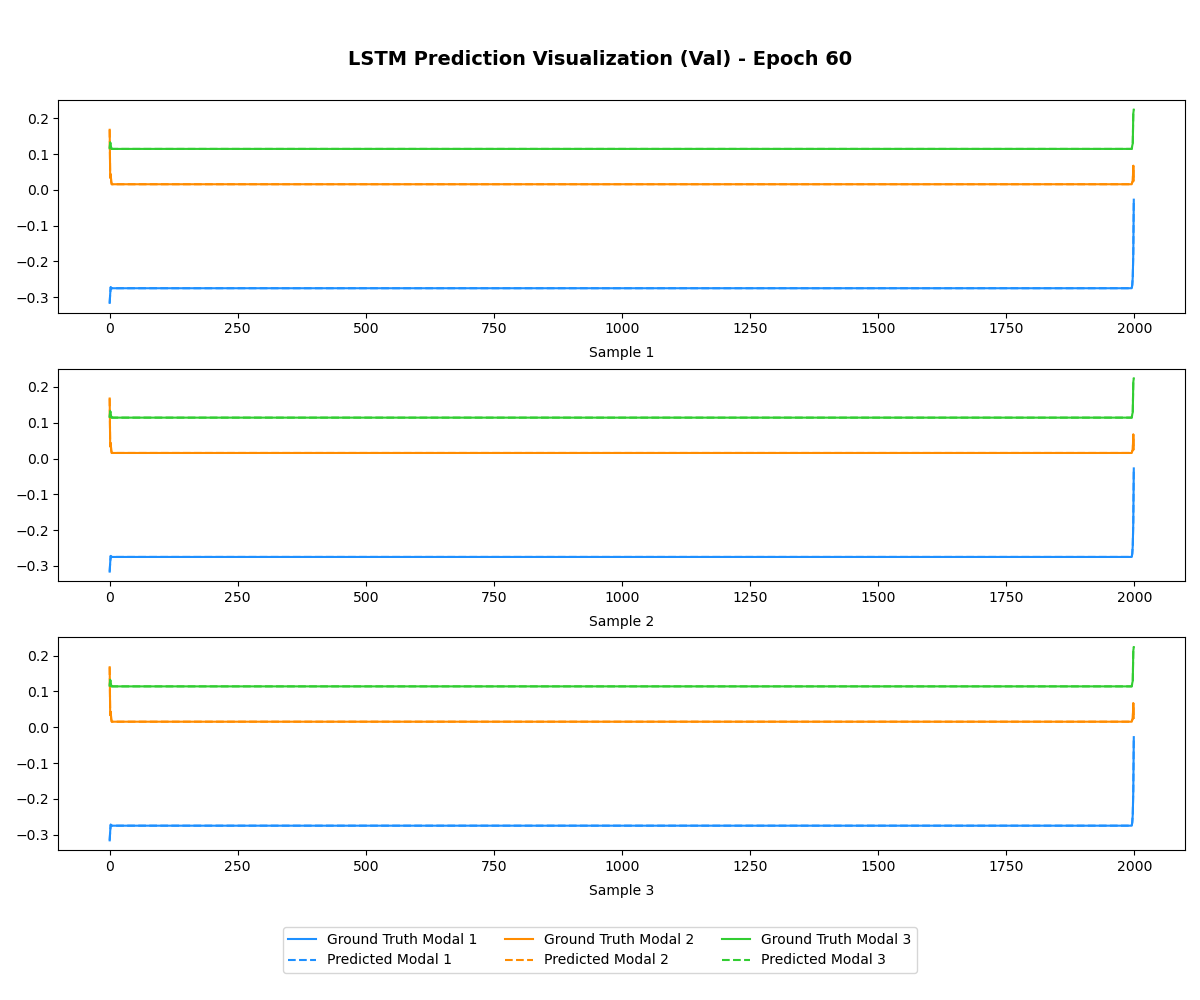 LSTM Prediction Visualization (Val) - Epoch 60
0.2
0.1
0.0
−0.1
−0.2
−0.3
0 250 500 750 1000 1250 1500 1750 2000
Sample 1
0.2
0.1
0.0
−0.1
−0.2
−0.3
0 250 500 750 1000 1250 1500 1750 2000
Sample 2
0.2
0.1
0.0
−0.1
−0.2
−0.3
0 250 500 750 1000 1250 1500 1750 2000
Sample 3
Ground Truth Modal 1 Ground Truth Modal 2 Ground Truth Modal 3
Predicted Modal 1 Predicted Modal 2 Predicted Modal 3